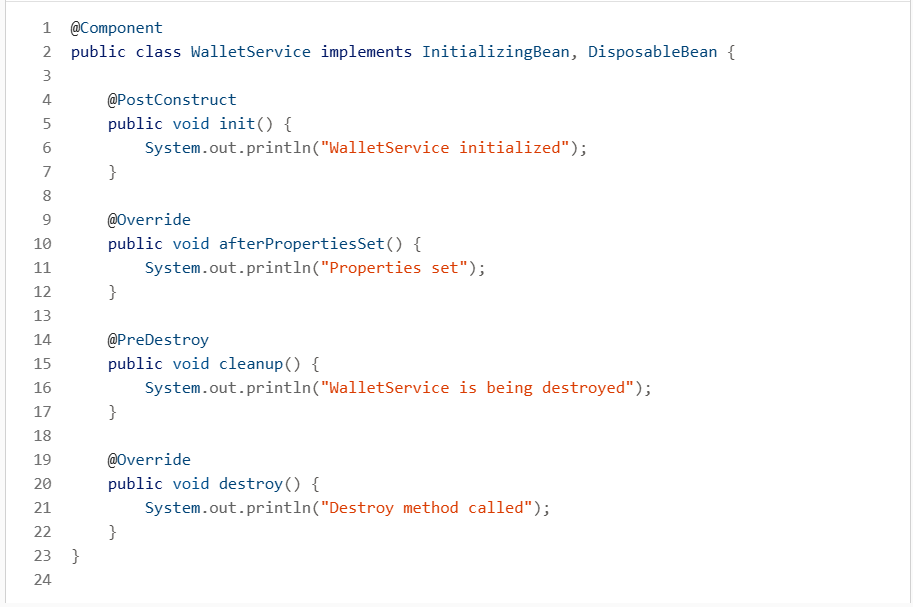 1 @Component
2 public class WalletService implements InitializingBean, DisposableBean {
3
4     @PostConstruct
5     public void init() {
6         System.out.println("WalletService initialized");
7     }
8
9     @Override
10     public void afterPropertiesSet() {
11         System.out.println("Properties set");
12     }
13
14     @PreDestroy
15     public void cleanup() {
16         System.out.println("WalletService is being destroyed");
17     }
18
19     @Override
20     public void destroy() {
21         System.out.println("Destroy method called");
22     }
23 }
24